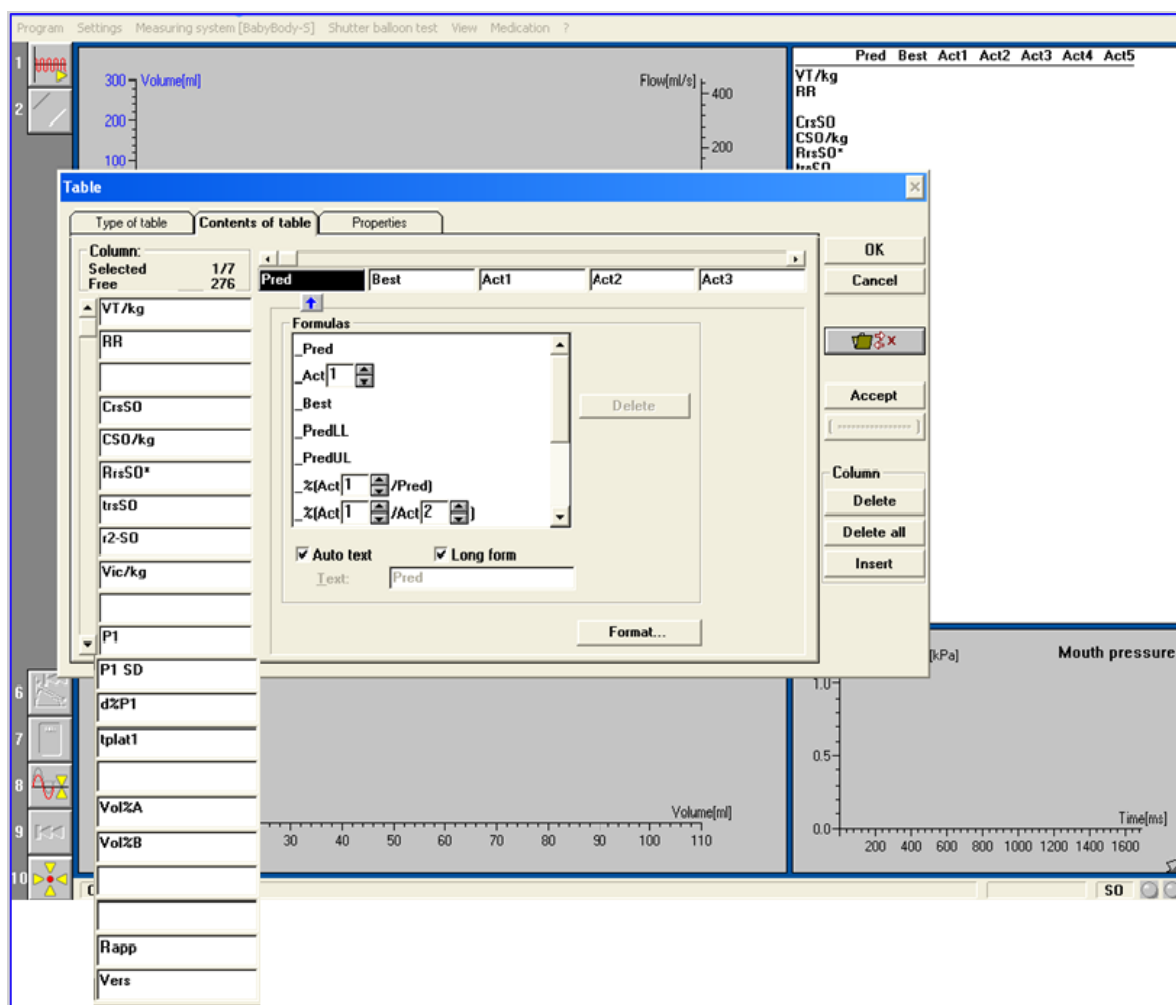 Program Settings Measuring system [BabyBody-S] Shutter balloon test View Medication ?
1
2
300 Volume[ml] Flow[ml/s] 400
200
200
100
Pred Best Act1 Act2 Act3 Act4 Act5
VT/kg
RR
CrsSO
CSO/kg
RrsSO*
trsSO
Table
Type of table Contents of table Properties
Column:
Selected 1/7
Free 276
Pred Best Act1 Act2 Act3
VT/kg
RR
CrsSO
CSO/kg
RrsSO*
trsSO
r2-SO
Vic/kg
P1
P1 SD
d%P1
tplat1
Vol%A
Vol%B
Rapp
Vers
Formulas
_Pred
_Act 1
_Best
_PredLL
_PredUL
_%(Act 1 /Pred)
_%(Act 1 /Act 2 )
Delete
Auto text Long form
Text: Pred
Format...
OK
Cancel
Accept
( ---------------- )
Column
Delete
Delete all
Insert
6
7
8
9
10
Volume[ml]
30 40 50 60 70 80 90 100 110
[kPa] Mouth pressure
1.0
0.5
0.0
Time[ms]
200 400 600 800 1000 1200 1400 1600
SO